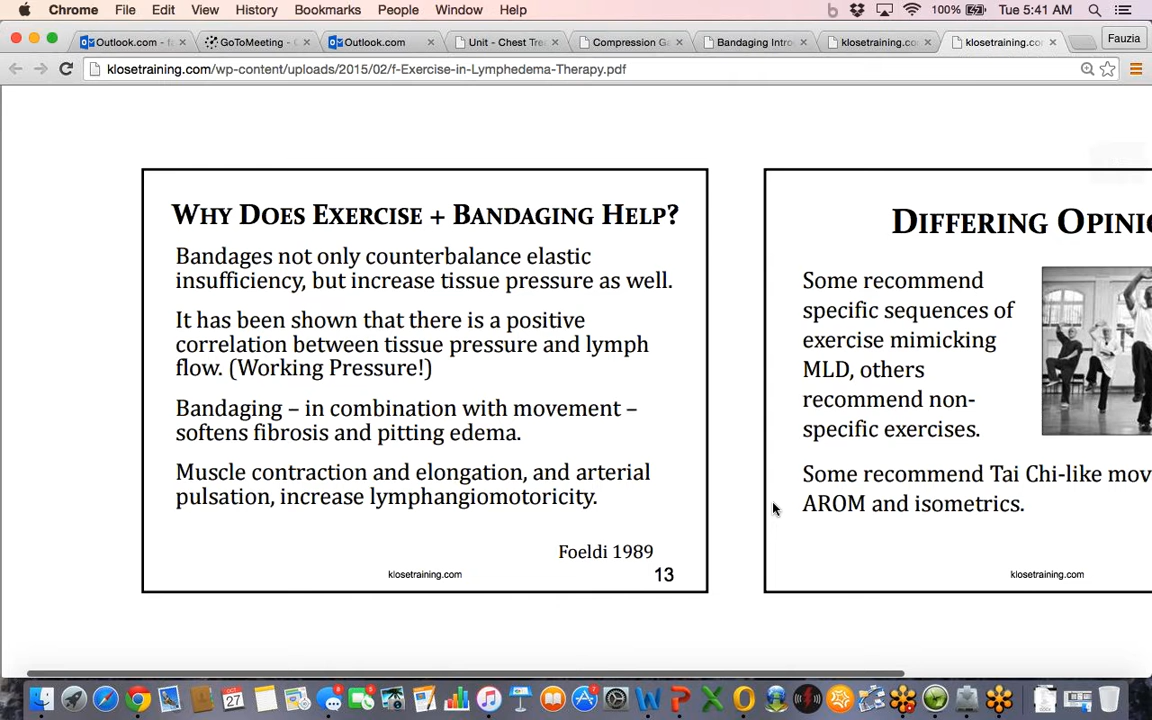 Chrome File Edit View History Bookmarks People Window Help 100% Tue 5:41 AM
Outlook.com - GoToMeeting - Outlook.com Unit - Chest Tre Compression Ga Bandaging Intro klosetraining.co klosetraining.co Fauzia
klosetraining.com/wp-content/uploads/2015/02/f-Exercise-in-Lymphedema-Therapy.pdf
WHY DOES EXERCISE + BANDAGING HELP?
Bandages not only counterbalance elastic
insufficiency, but increase tissue pressure as well.
It has been shown that there is a positive
correlation between tissue pressure and lymph
flow. (Working Pressure!)
Bandaging – in combination with movement –
softens fibrosis and pitting edema.
Muscle contraction and elongation, and arterial
pulsation, increase lymphangiomotoricity.
Foeldi 1989
klosetraining.com
13
DIFFERING OPINIO
Some recommend
specific sequences of
exercise mimicking
MLD, others
recommend non-
specific exercises.
Some recommend Tai Chi-like mov
AROM and isometrics.
klosetraining.com
OCT
27